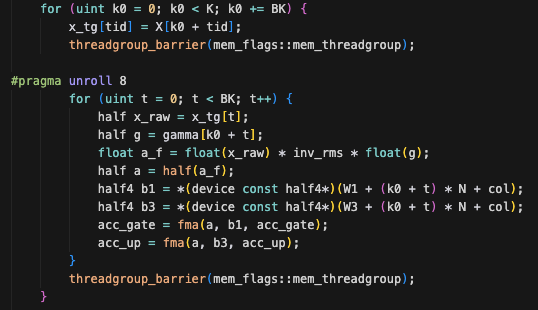 for (uint k0 = 0; k0 < K; k0 += BK) {
x_tg[tid] = X[k0 + tid];
threadgroup_barrier(mem_flags::mem_threadgroup);
#pragma unroll 8
for (uint t = 0; t < BK; t++) {
half x_raw = x_tg[t];
half g = gamma[k0 + t];
float a_f = float(x_raw) * inv_rms * float(g);
half a = half(a_f);
half4 b1 = *(device const half4*)(W1 + (k0 + t) * N + col);
half4 b3 = *(device const half4*)(W3 + (k0 + t) * N + col);
acc_gate = fma(a, b1, acc_gate);
acc_up = fma(a, b3, acc_up);
}
threadgroup_barrier(mem_flags::mem_threadgroup);
}